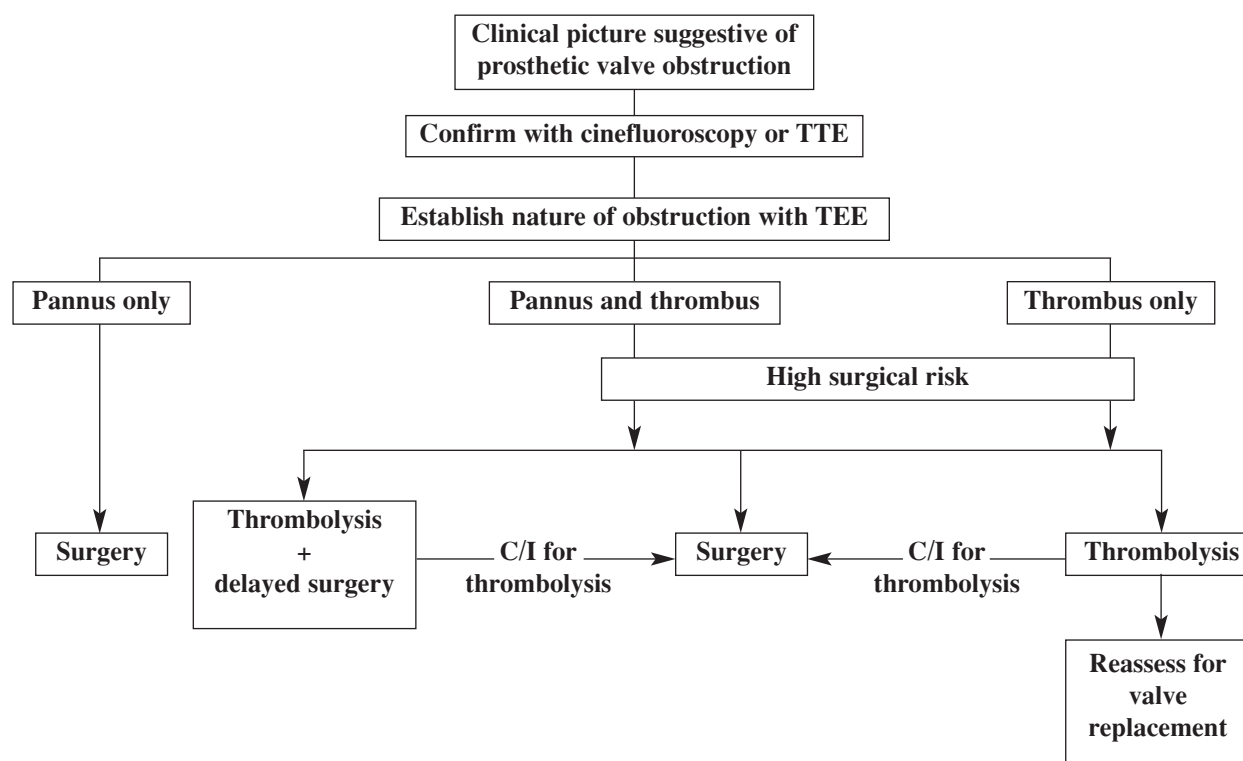 Clinical picture suggestive of
prosthetic valve obstruction
Confirm with cinefluoroscopy or TTE
Establish nature of obstruction with TEE
Pannus only
Pannus and thrombus
Thrombus only
High surgical risk
Surgery
Thrombolysis
+
delayed surgery
C/I for
thrombolysis
Surgery
C/I for
thrombolysis
Thrombolysis
Reassess for
valve
replacement